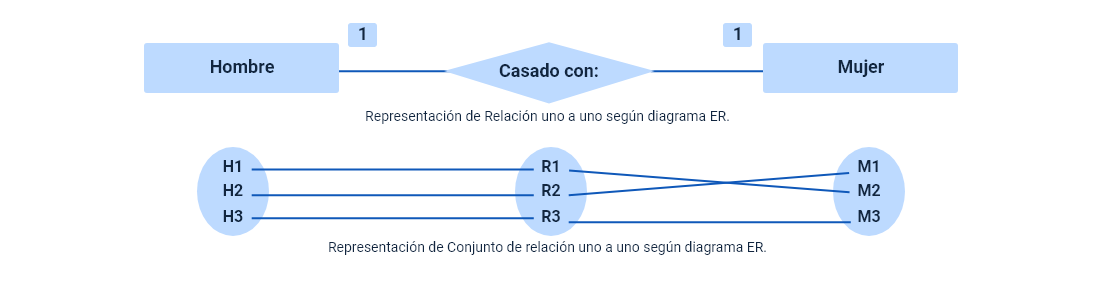 1 1
Hombre Casado con: Mujer
Representación de Relación uno a uno según diagrama ER.
H1 R1 M1
H2 R2 M2
H3 R3 M3
Representación de Conjunto de relación uno a uno según diagrama ER.